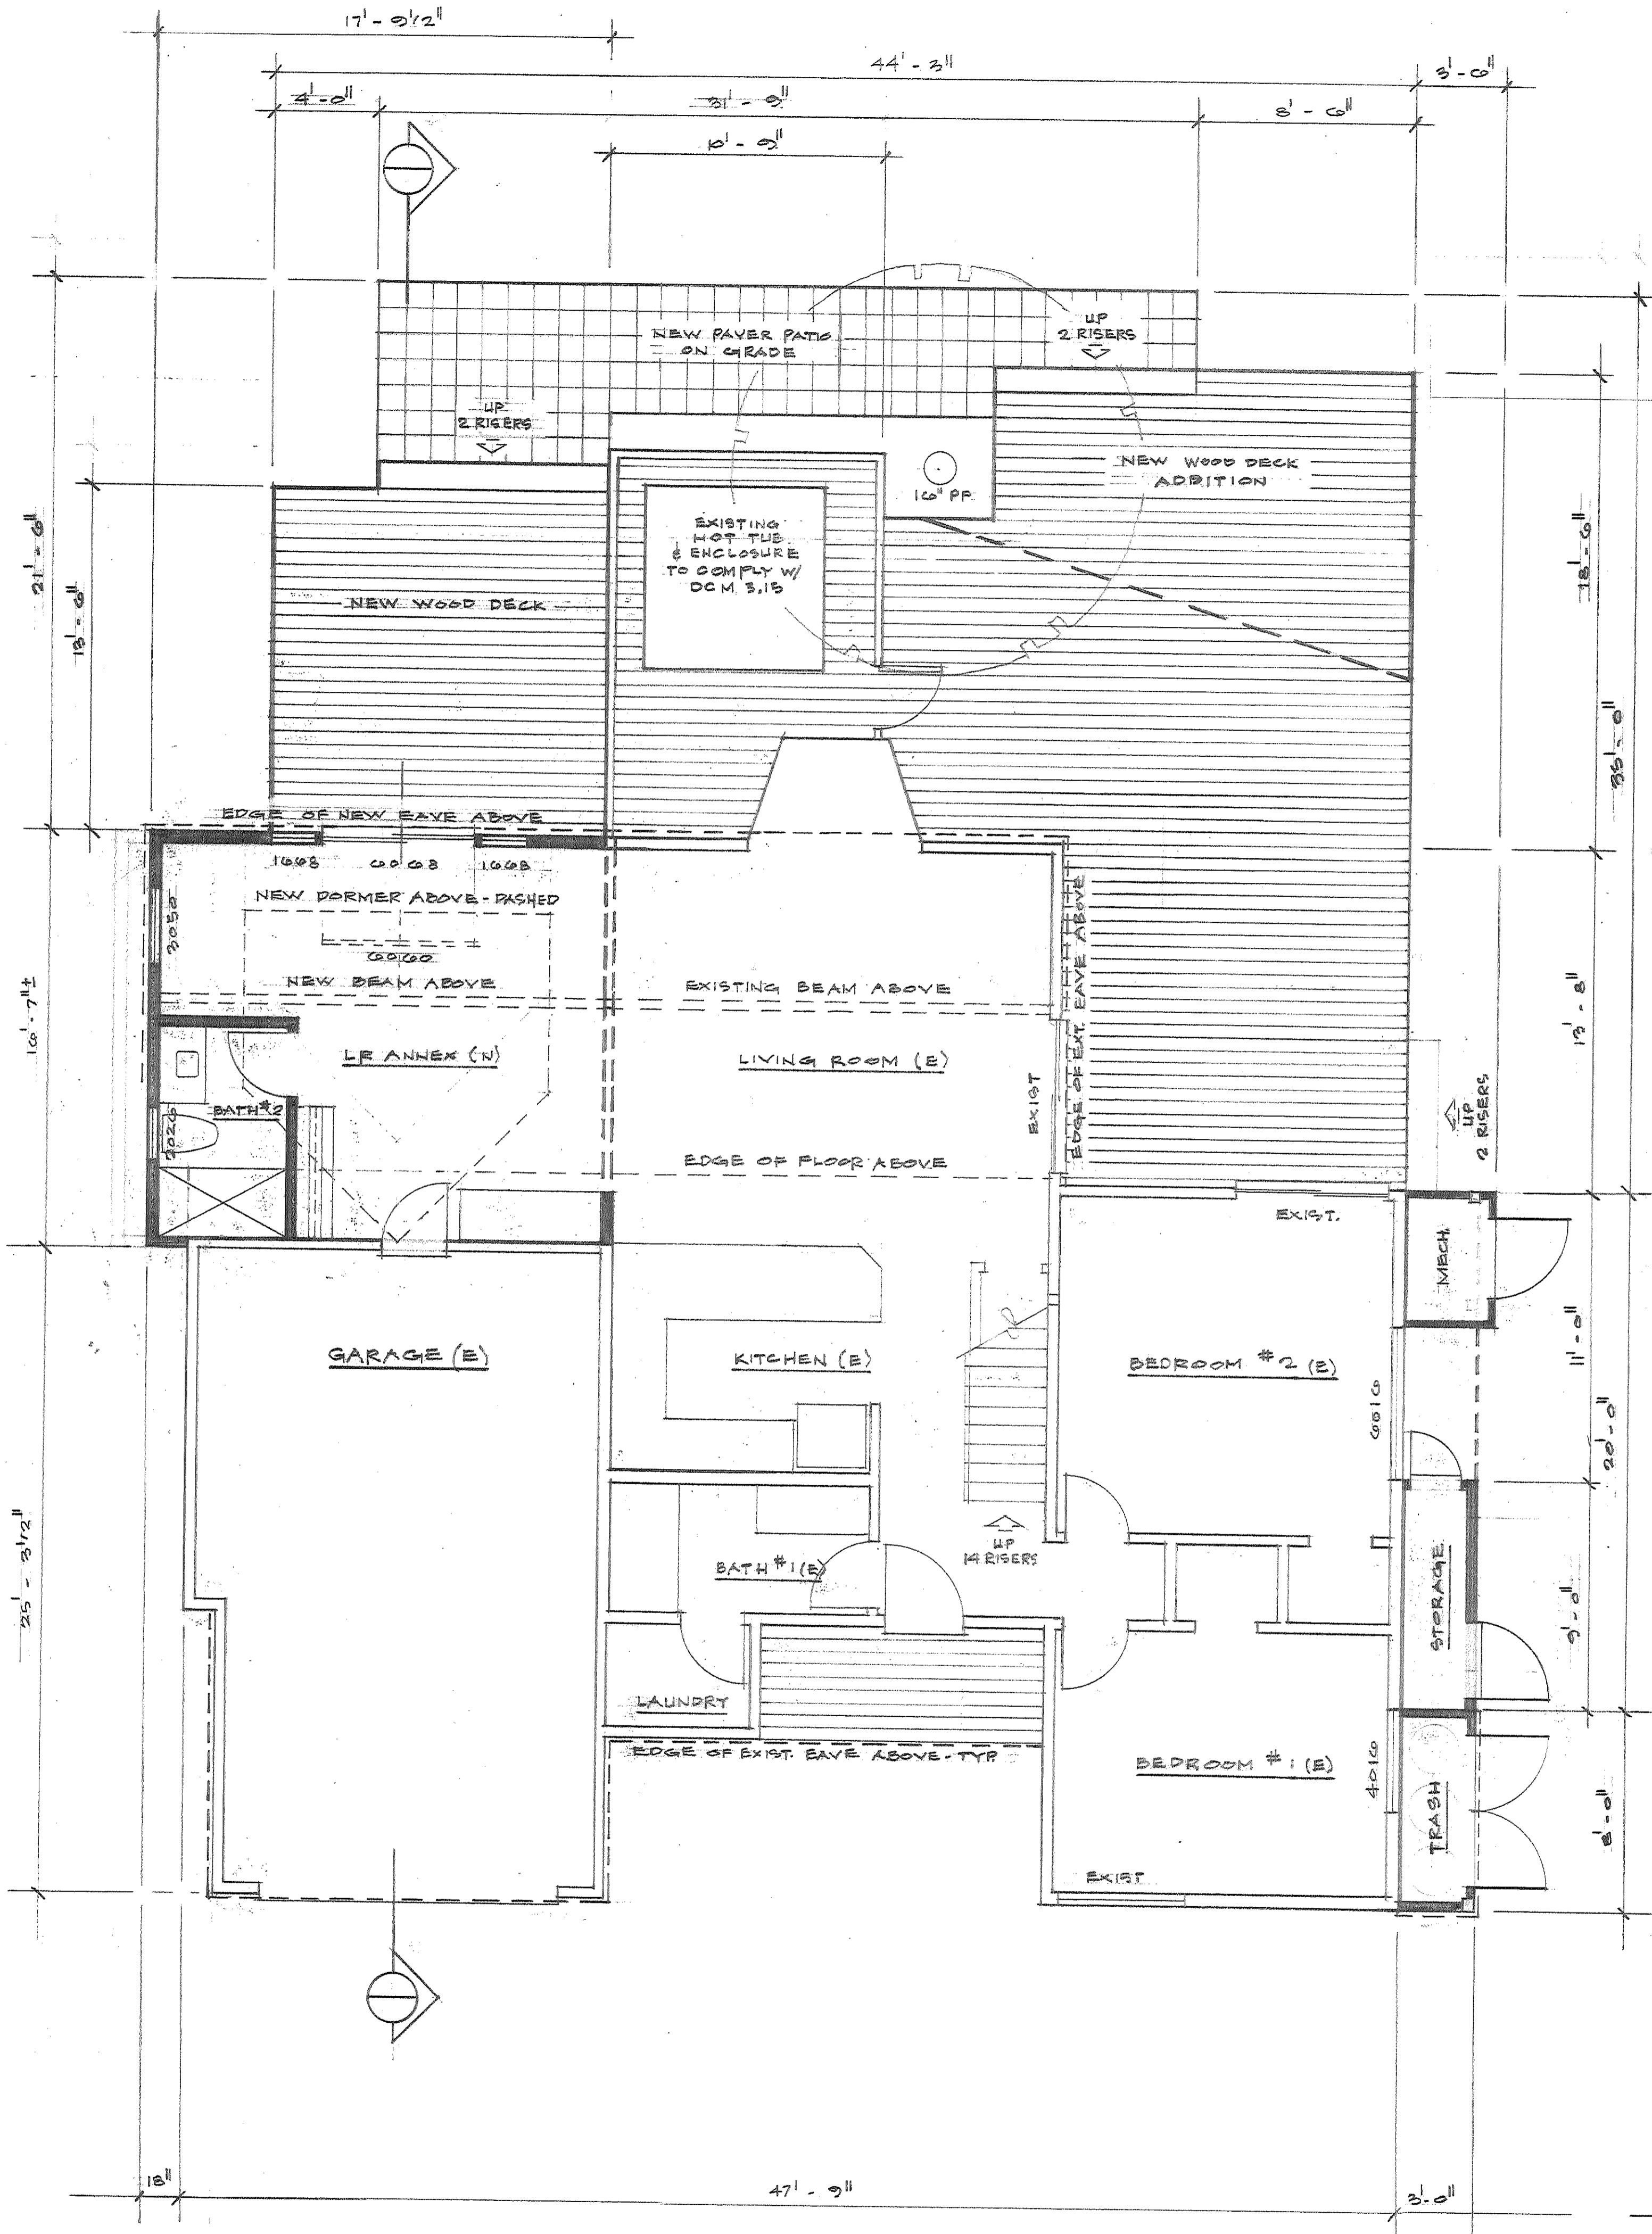 17'-9 1/2"
44'-3"
3'-6"
4'-0"
31'-9"
8'-6"
10'-9"
NEW PAVER PATIO
ON GRADE
UP
2 RISERS
UP
2 RISERS
NEW WOOD DECK
ADDITION
16" PP
EXISTING
HOT TUB
& ENCLOSURE
TO COMPLY W/
DCM 3.15
NEW WOOD DECK
21'-6"
13'-6"
18'-6"
35'-0"
EDGE OF NEW EAVE ABOVE
1668
6068
1668
NEW DORMER ABOVE - DASHED
3050
6060
NEW BEAM ABOVE
EXISTING BEAM ABOVE
EDGE OF EXT. EAVE ABOVE
16'-7"±
13'-8"
LR ANNEX (N)
LIVING ROOM (E)
EXIST
BATH #2
2026
UP
2 RISERS
EDGE OF FLOOR ABOVE
EXIST.
MECH.
GARAGE (E)
KITCHEN (E)
BEDROOM #2 (E)
11'-0"
6016
20'-0"
25'-3 1/2"
UP
14 RISERS
BATH #1 (E)
STORAGE
9'-0"
LAUNDRY
EDGE OF EXIST. EAVE ABOVE - TYP.
BEDROOM #1 (E)
4016
TRASH
8'-0"
EXIST
18"
47'-9"
3'-0"